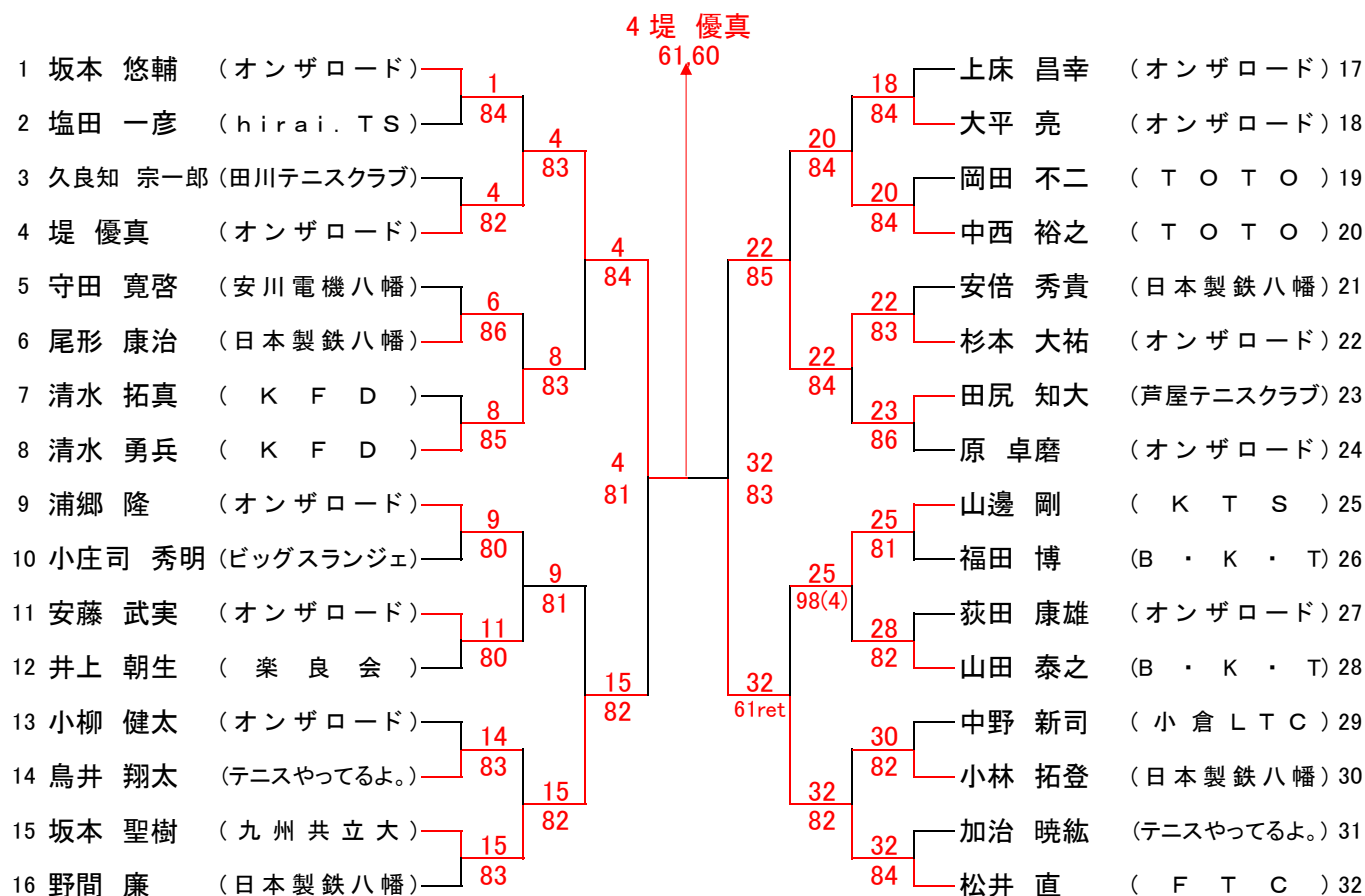 4 堤 優真
61,60
1 坂本 悠輔 (オンザロード)
2 塩田 一彦 (hirai.TS)
3 久良知 宗一郎 (田川テニスクラブ)
4 堤 優真 (オンザロード)
5 守田 寛啓 (安川電機八幡)
6 尾形 康治 (日本製鉄八幡)
7 清水 拓真 (KFD)
8 清水 勇兵 (KFD)
9 浦郷 隆 (オンザロード)
10 小庄司 秀明 (ビッグスランジェ)
11 安藤 武実 (オンザロード)
12 井上 朝生 (楽良会)
13 小柳 健太 (オンザロード)
14 鳥井 翔太 (テニスやってるよ。)
15 坂本 聖樹 (九州共立大)
16 野間 廉 (日本製鉄八幡)
1
84
4
82
6
86
8
85
9
80
11
80
14
83
15
83
4
83
8
83
9
81
15
82
4
84
15
82
4
81
32
83
22
85
32
61ret
20
84
22
84
25
98(4)
32
82
18
84
20
84
22
83
23
86
25
81
28
82
30
82
32
84
上床 昌幸 (オンザロード) 17
大平 亮 (オンザロード) 18
岡田 不二 (TOTO) 19
中西 裕之 (TOTO) 20
安倍 秀貴 (日本製鉄八幡) 21
杉本 大祐 (オンザロード) 22
田尻 知大 (芦屋テニスクラブ) 23
原 卓磨 (オンザロード) 24
山邊 剛 (KTS) 25
福田 博 (B・K・T) 26
荻田 康雄 (オンザロード) 27
山田 泰之 (B・K・T) 28
中野 新司 (小倉LTC) 29
小林 拓登 (日本製鉄八幡) 30
加治 暁紘 (テニスやってるよ。) 31
松井 直 (FTC) 32